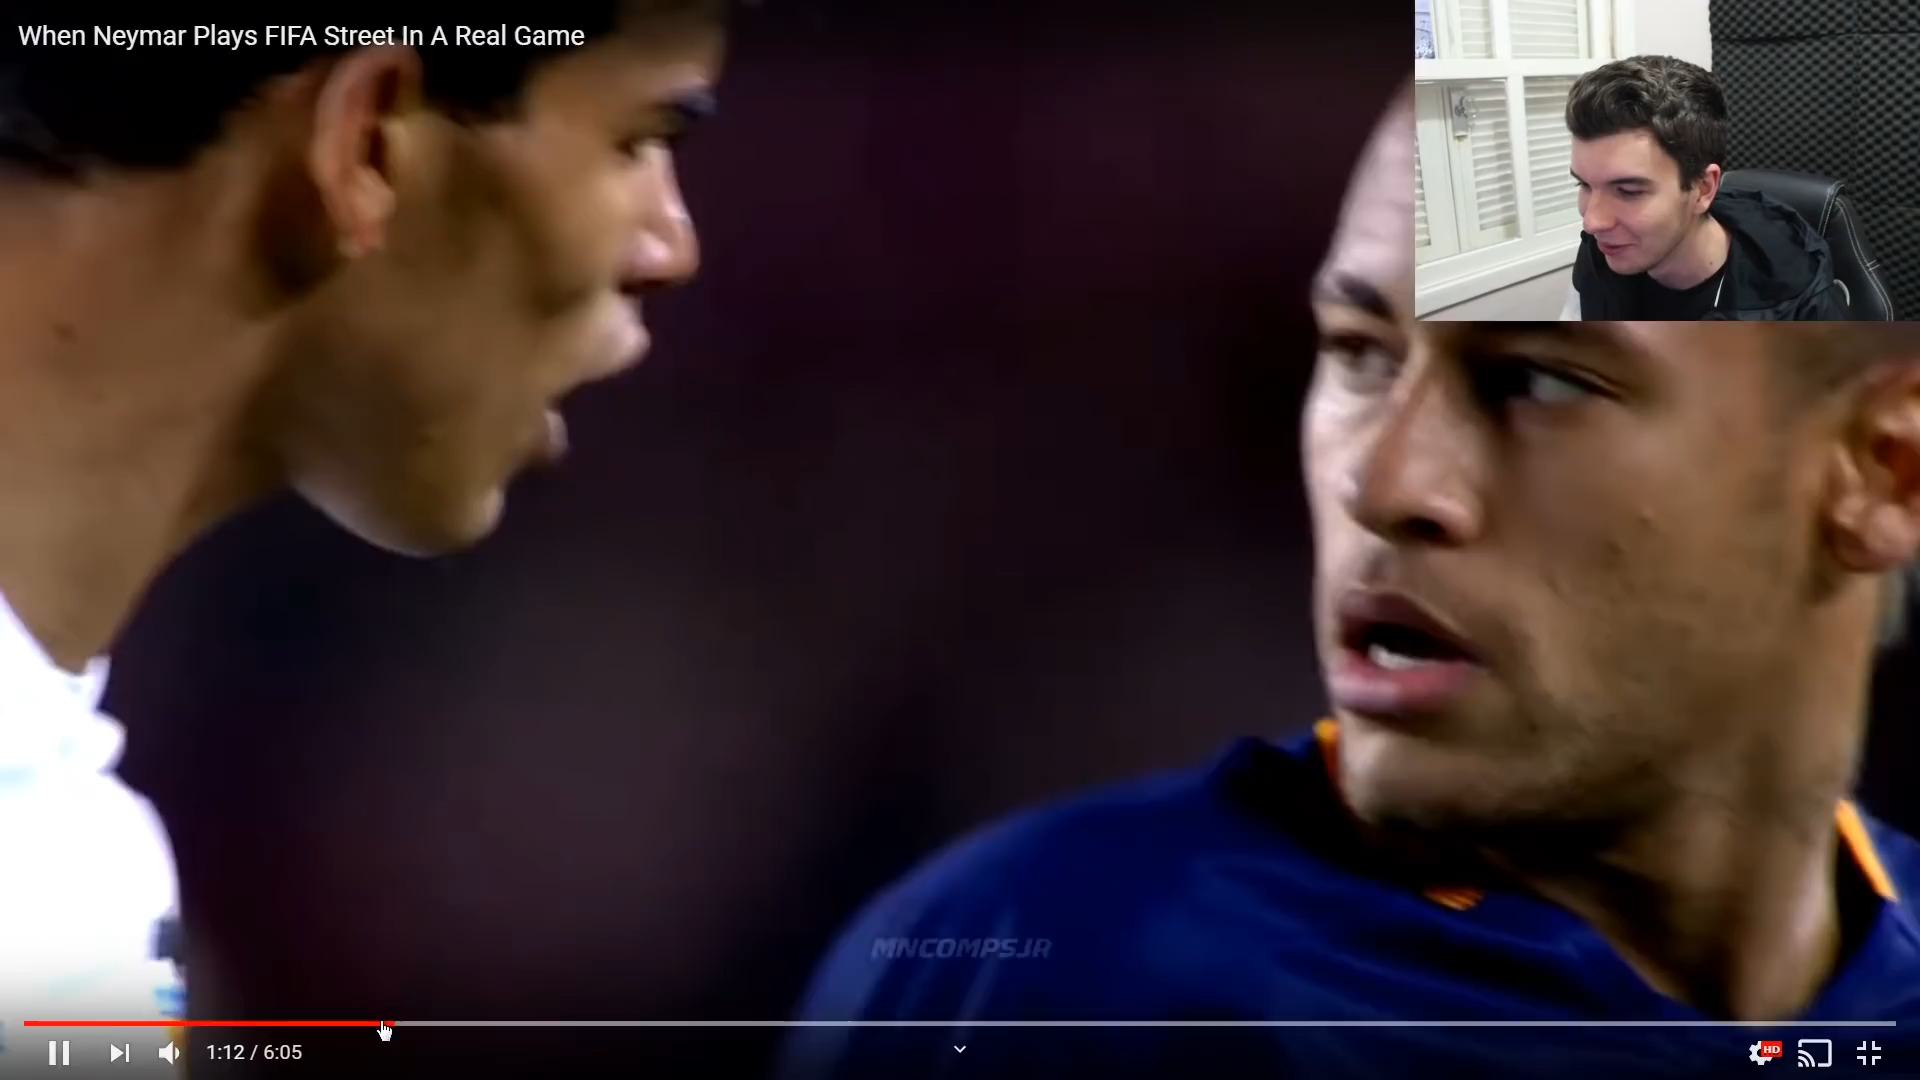 When Neymar Plays FIFA Street In A Real Game
MNCOMPSJR
1:12 / 6:05
HD